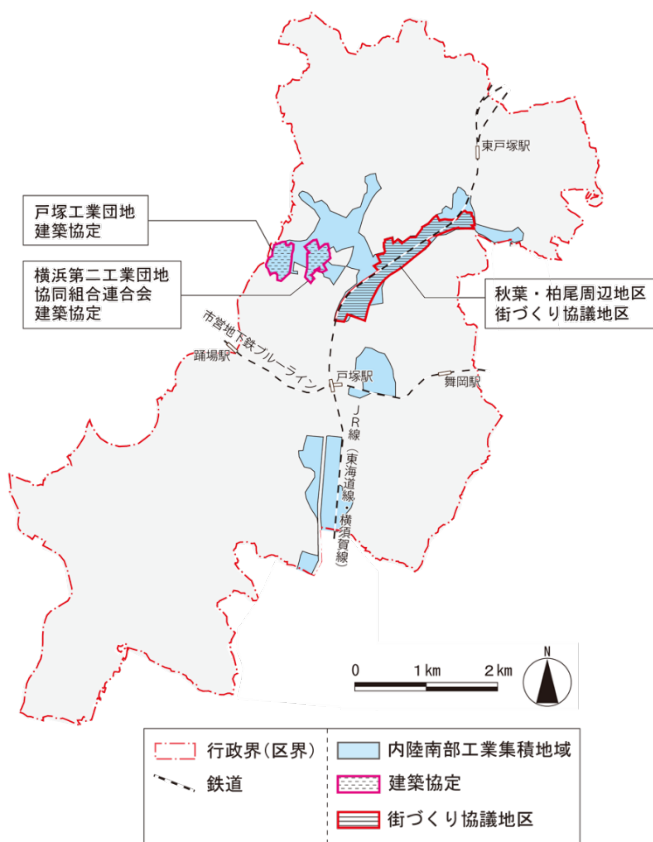 東戸塚駅
戸塚工業団地
建築協定
横浜第二工業団地
協同組合連合会
建築協定
秋葉・柏尾周辺地区
街づくり協議地区
市営地下鉄ブルーライン
踊場駅
戸塚駅
舞岡駅
JR線(東海道線・横須賀線)
0 1km 2km
N
行政界(区界)
鉄道
内陸南部工業集積地域
建築協定
街づくり協議地区